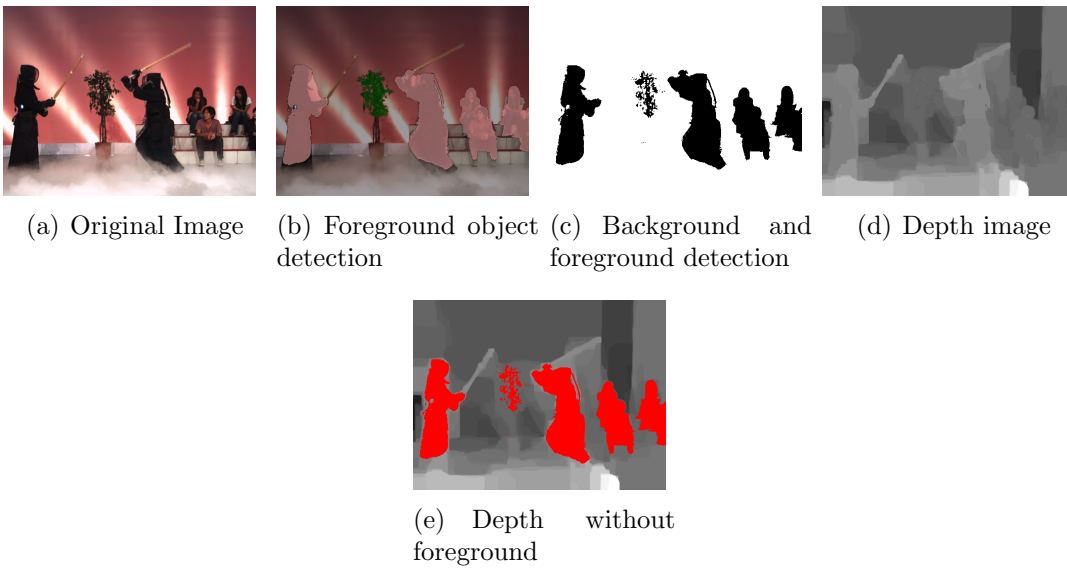 (a) Original Image
(b) Foreground object
detection
(c) Background and
foreground detection
(d) Depth image
(e) Depth without
foreground